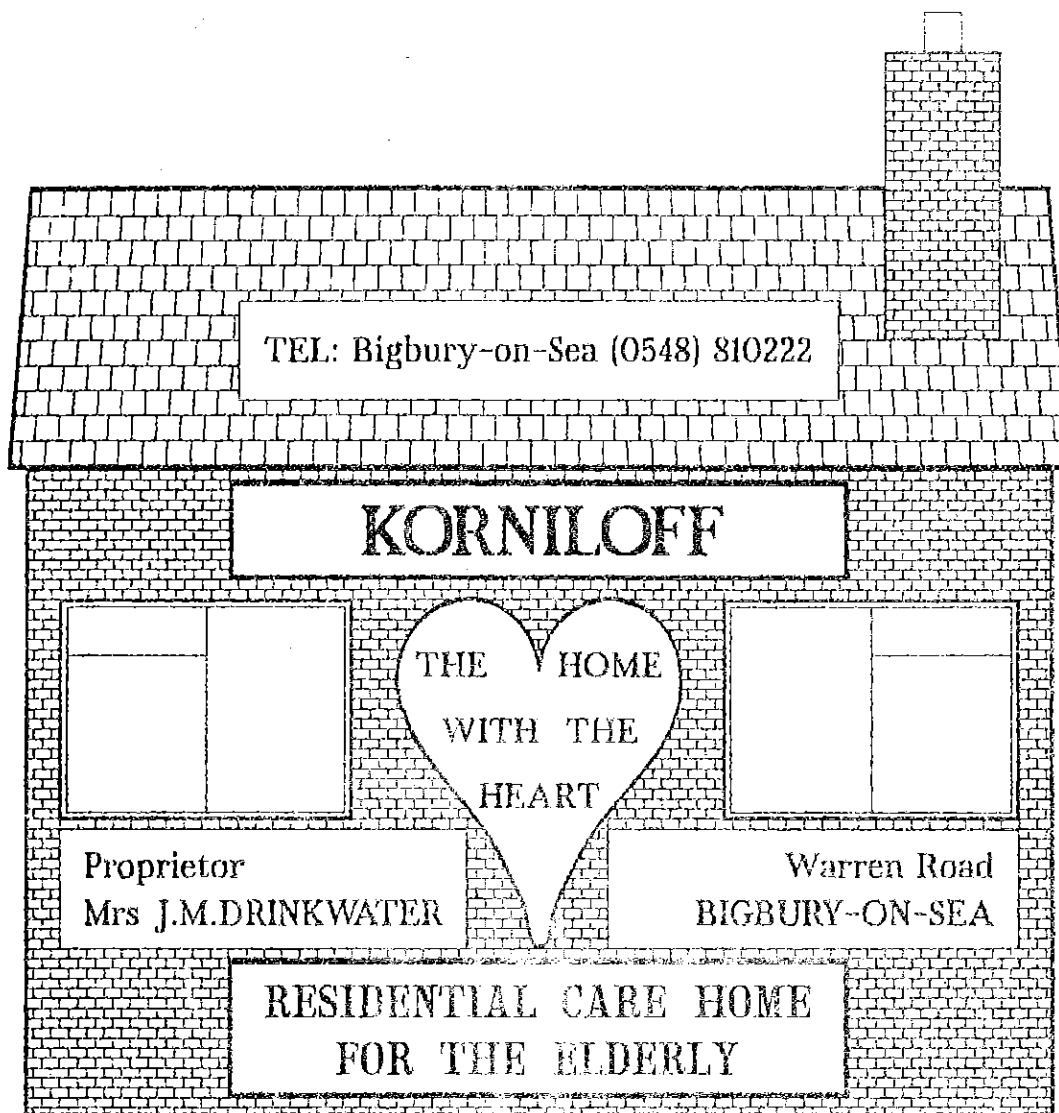 TEL: Bigbury-on-Sea (0548) 810222
KORNILOFF
THE HOME
WITH THE
HEART
Proprietor
Mrs J.M.DRINKWATER
Warren Road
BIGBURY-ON-SEA
RESIDENTIAL CARE HOME
FOR THE ELDERLY